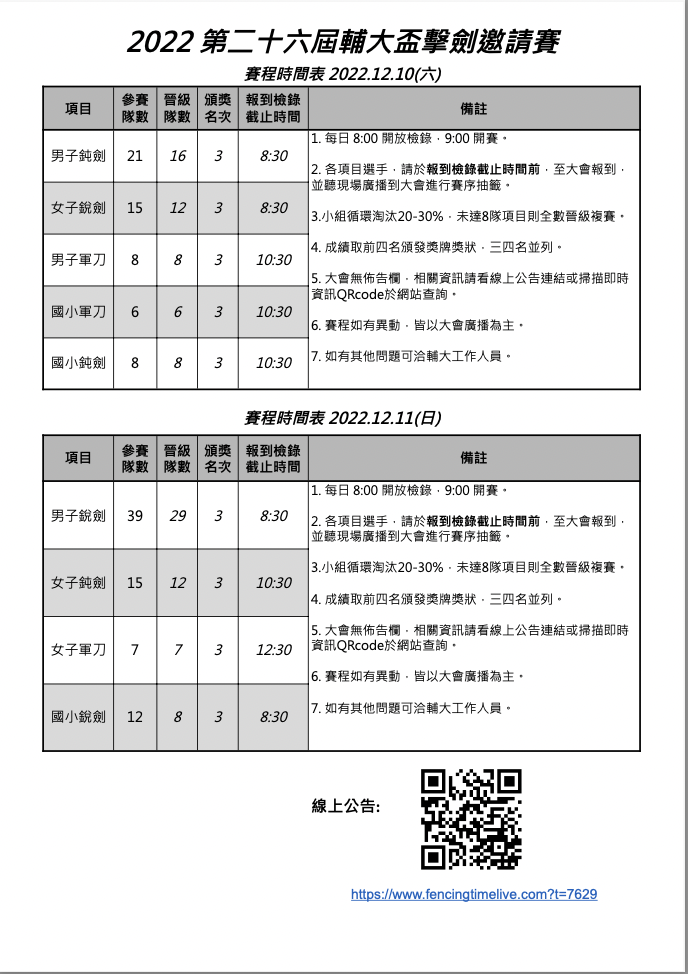 2022 第二十六屆輔大盃擊劍邀請賽
賽程時間表 2022.12.10(六)
項目 參賽隊數 晉級隊數 頒獎名次 報到檢錄截止時間 備註
男子鈍劍 21 16 3 8:30
女子銳劍 15 12 3 8:30
男子軍刀 8 8 3 10:30
國小軍刀 6 6 3 10:30
國小鈍劍 8 8 3 10:30
1. 每日 8:00 開放檢錄，9:00 開賽。
2. 各項目選手，請於報到檢錄截止時間前，至大會報到，
並聽現場廣播到大會進行賽序抽籤。
3.小組循環淘汰20-30%，未達8隊項目則全數晉級複賽。
4. 成績取前四名頒發獎牌獎狀，三四名並列。
5. 大會無佈告欄，相關資訊請看線上公告連結或掃描即時
資訊QRcode於網站查詢。
6. 賽程如有異動，皆以大會廣播為主。
7. 如有其他問題可洽輔大工作人員。
賽程時間表 2022.12.11(日)
項目 參賽隊數 晉級隊數 頒獎名次 報到檢錄截止時間 備註
男子銳劍 39 29 3 8:30
女子鈍劍 15 12 3 10:30
女子軍刀 7 7 3 12:30
國小銳劍 12 8 3 8:30
1. 每日 8:00 開放檢錄，9:00 開賽。
2. 各項目選手，請於報到檢錄截止時間前，至大會報到，
並聽現場廣播到大會進行賽序抽籤。
3.小組循環淘汰20-30%，未達8隊項目則全數晉級複賽。
4. 成績取前四名頒發獎牌獎狀，三四名並列。
5. 大會無佈告欄，相關資訊請看線上公告連結或掃描即時
資訊QRcode於網站查詢。
6. 賽程如有異動，皆以大會廣播為主。
7. 如有其他問題可洽輔大工作人員。
線上公告:
https://www.fencingtimelive.com?t=7629